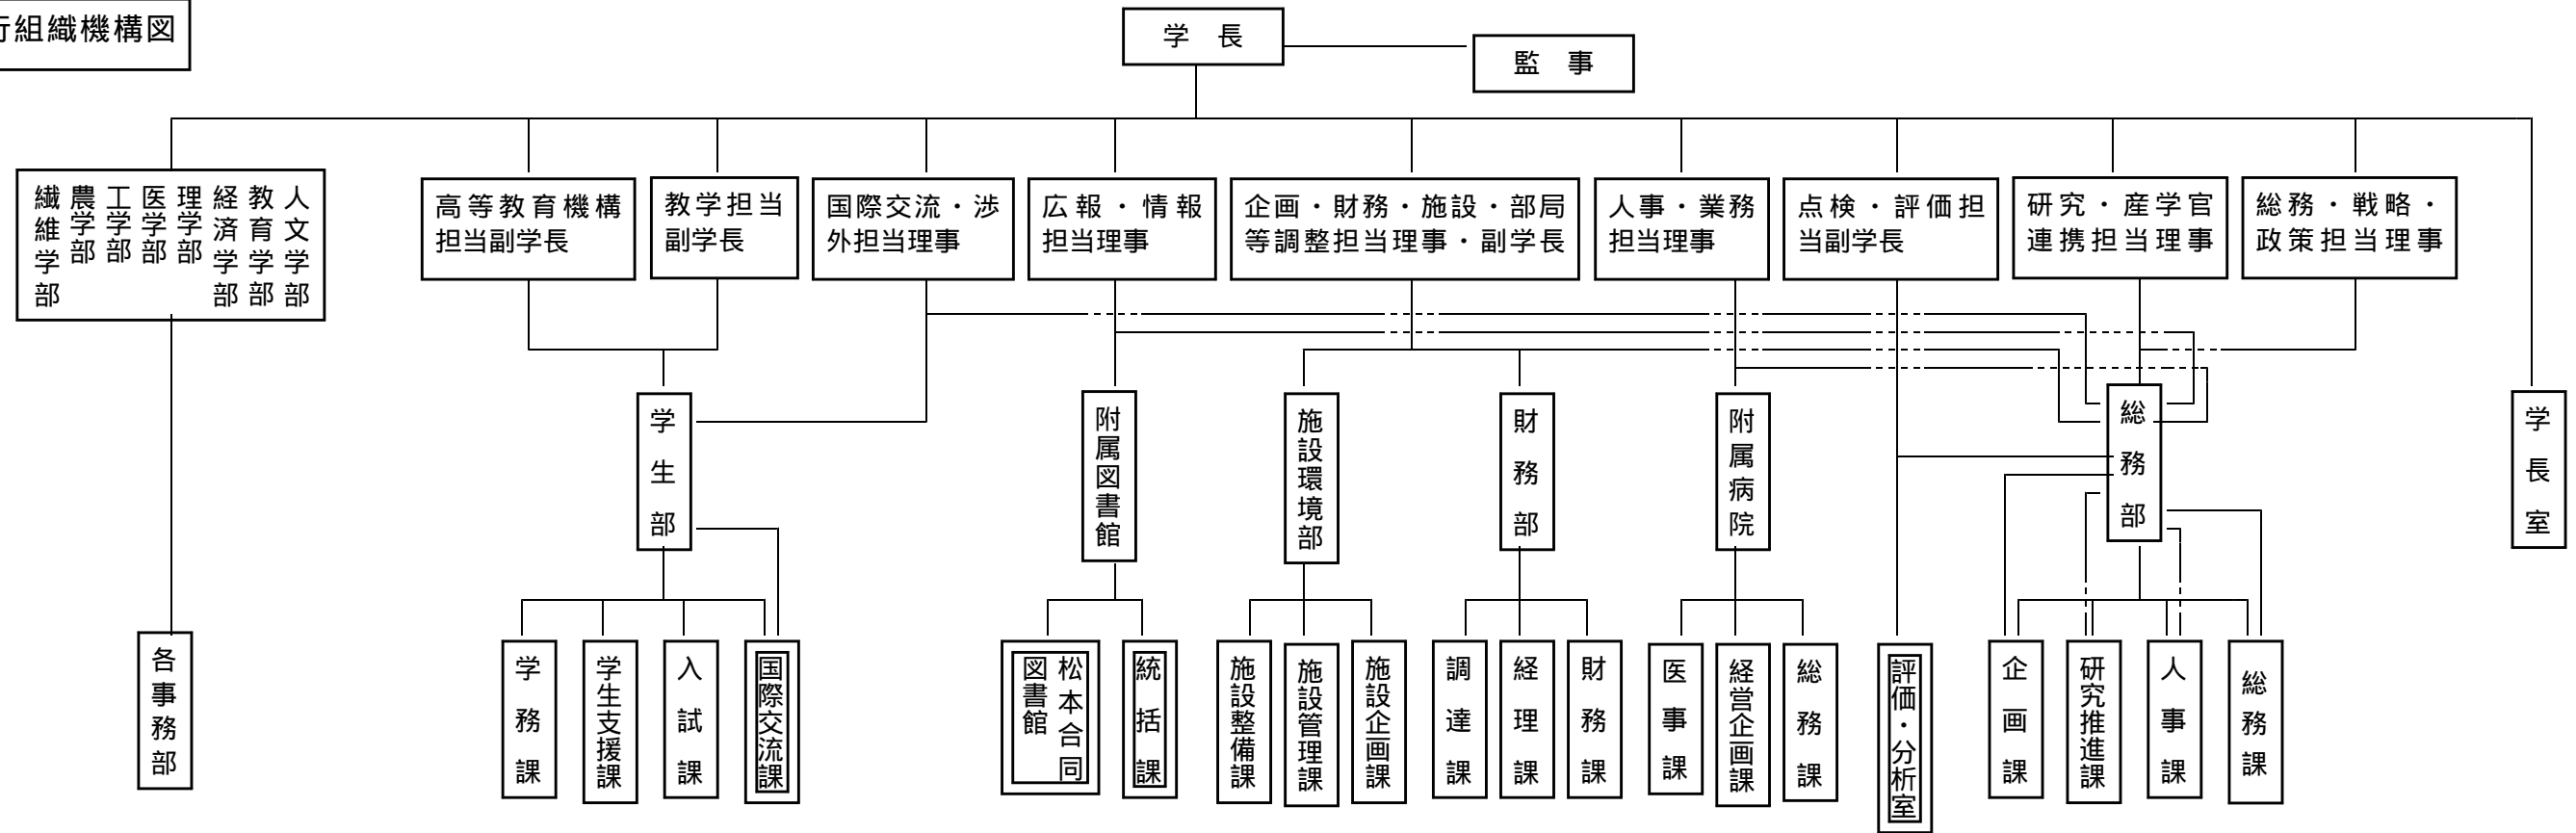 行組織機構図
学　長
監　事
人文学部
教育学部
経済学部
理学部
医学部
工学部
農学部
繊維学部
高等教育機構
担当副学長
教学担当
副学長
国際交流・渉
外担当理事
広報・情報
担当理事
企画・財務・施設・部局
等調整担当理事・副学長
人事・業務
担当理事
点検・評価担
当副学長
研究・産学官
連携担当理事
総務・戦略・
政策担当理事
学生部
附属図書館
施設環境部
財務部
附属病院
総務部
学長室
各事務部
学務課
学生支援課
入試課
国際交流課
松本合同
図書館
統括課
施設整備課
施設管理課
施設企画課
調達課
経理課
財務課
医事課
経営企画課
総務課
評価・分析室
企画課
研究推進課
人事課
総務課